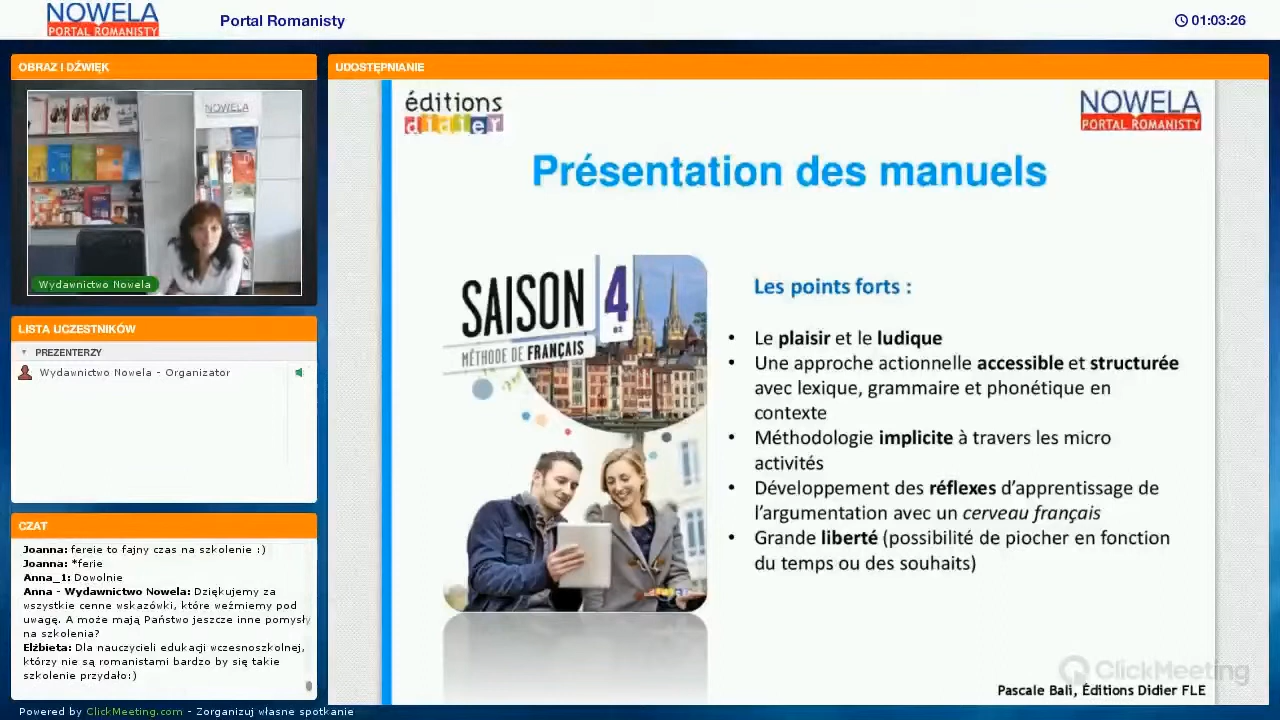 NOWELA
PORTAL ROMANISTY
Portal Romanisty
01:03:26
OBRAZ I DŹWIĘK
NOWELA
Wydawnictwo Nowela
LISTA UCZESTNIKÓW
PREZENTERZY
Wydawnictwo Nowela - Organizator
CZAT
Joanna: fereie to fajny czas na szkolenie :)
Joanna: *ferie
Anna_1: Dowolnie
Anna - Wydawnictwo Nowela: Dziękujemy za
wszystkie cenne wskazówki, które weźmiemy pod
uwagę. A może mają Państwo jeszcze inne pomysły
na szkolenia?
Elżbieta: Dla nauczycieli edukacji wczesnoszkolnej,
którzy nie są romanistami bardzo by się takie
szkolenie przydało:)
Powered by ClickMeeting.com - Zorganizuj własne spotkanie
UDOSTĘPNIANIE
éditions
didier
NOWELA
PORTAL ROMANISTY
Présentation des manuels
SAISON 4
B2
MÉTHODE DE FRANÇAIS
didier
Les points forts :
• Le plaisir et le ludique
• Une approche actionnelle accessible et structurée
avec lexique, grammaire et phonétique en
contexte
• Méthodologie implicite à travers les micro
activités
• Développement des réflexes d’apprentissage de
l’argumentation avec un cerveau français
• Grande liberté (possibilité de piocher en fonction
du temps ou des souhaits)
ClickMeeting
Pascale Bali, Éditions Didier FLE